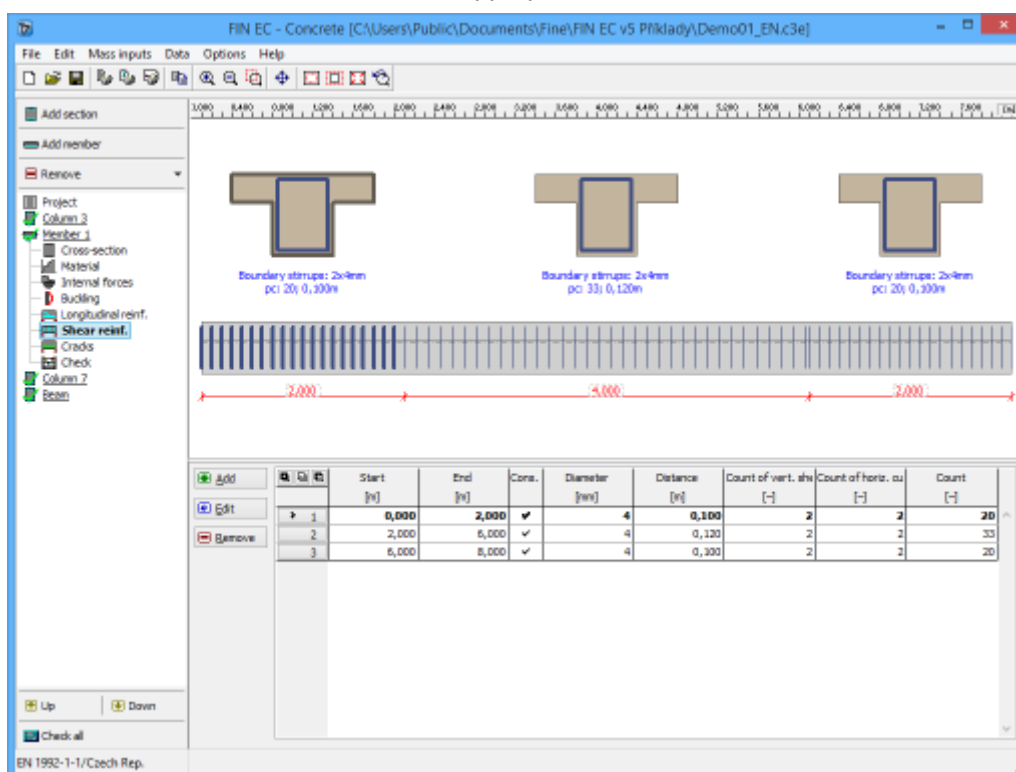 FIN EC - Concrete [C:\Users\Public\Documents\Fine\FIN EC v5 Příklady\Demo01_EN.c3e]
File Edit Mass inputs Data Options Help
Add section
Add member
Remove
Project
Column 3
Member 1
Cross-section
Material
Internal forces
Buckling
Longitudinal reinf.
Shear reinf.
Cracks
Check
Column 7
Beam
Boundary stirrups: 2x4mm
pc: 20; 0,100m
Boundary stirrups: 2x4mm
pc: 33; 0,120m
Boundary stirrups: 2x4mm
pc: 20; 0,100m
2,000 4,000 2,000
Add
Edit
Remove
Start End Cons. Diameter Distance Count of vert. she Count of horiz. cu Count
[m] [m] [mm] [m] [-] [-] [-]
1 0,000 2,000 ✔ 4 0,100 2 2 20
2 2,000 6,000 ✔ 4 0,120 2 2 33
3 6,000 8,000 ✔ 4 0,100 2 2 20
Up Down
Check all
EN 1992-1-1/Czech Rep.